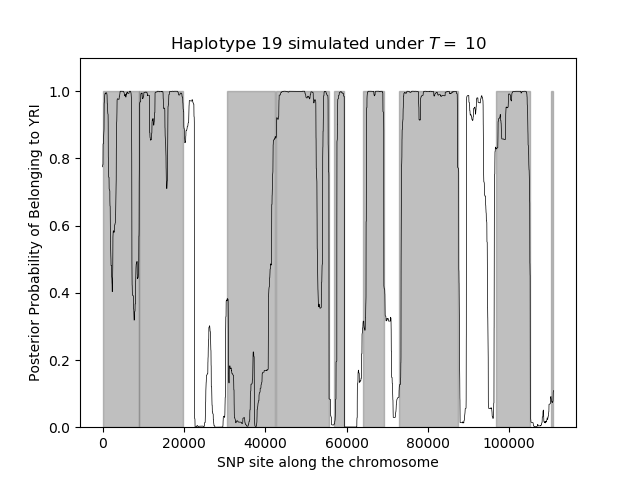 Haplotype 19 simulated under T = 10
Posterior Probability of Belonging to YRI
1.0
0.8
0.6
0.4
0.2
0.0
0 20000 40000 60000 80000 100000
SNP site along the chromosome